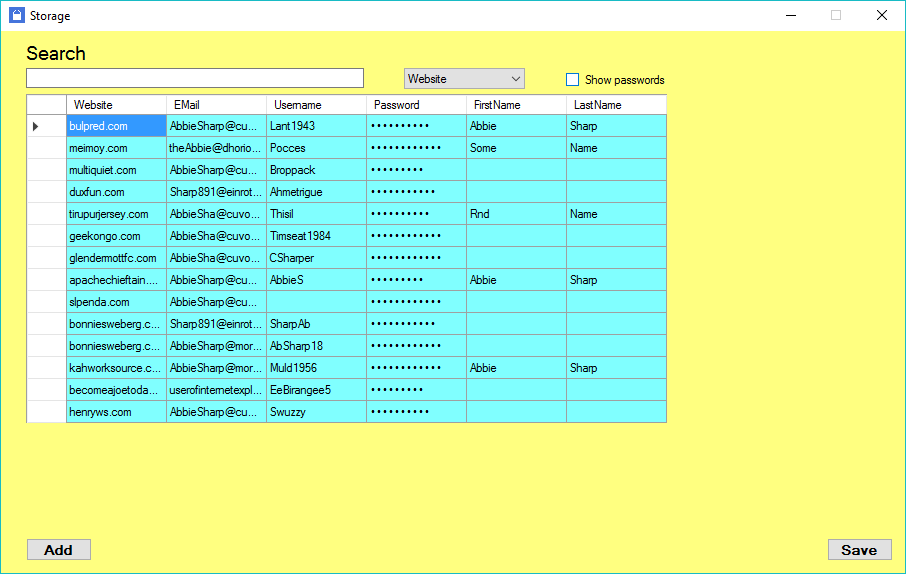 Storage
Search
Website Show passwords
Website EMail Username Password FirstName LastName
bulpred.com AbbieSharp@cu... Lant1943 •••••••••• Abbie Sharp
meimoy.com theAbbie@dhorio... Pocces •••••••••••• Some Name
multiquiet.com AbbieSharp@cu... Broppack •••••••••
duxfun.com Sharp891@einrot... Ahmetrigue •••••••••••
tirupurjersey.com AbbieSha@cuvo... Thisil •••••••••• Rnd Name
geekongo.com AbbieSha@cuvo... Timseat1984 ••••••••••••
glendermottfc.com AbbieSha@cuvo... CSharper ••••••••••••
apachechieftain.... AbbieSharp@cu... AbbieS ••••••••• Abbie Sharp
slpenda.com AbbieSharp@cu... ••••••••••••
bonniesweberg.c... Sharp891@einrot... SharpAb •••••••••••
bonniesweberg.c... AbbieSharp@mor... AbSharp18 ••••••••••••
kahworksource.c... AbbieSharp@mor... Muld1956 ••••••••••••  Abbie Sharp
becomeajoetoda... userofinternetexpl... EeBirangee5 •••••••••
henryws.com AbbieSharp@cu... Swuzzy ••••••••••
Add Save